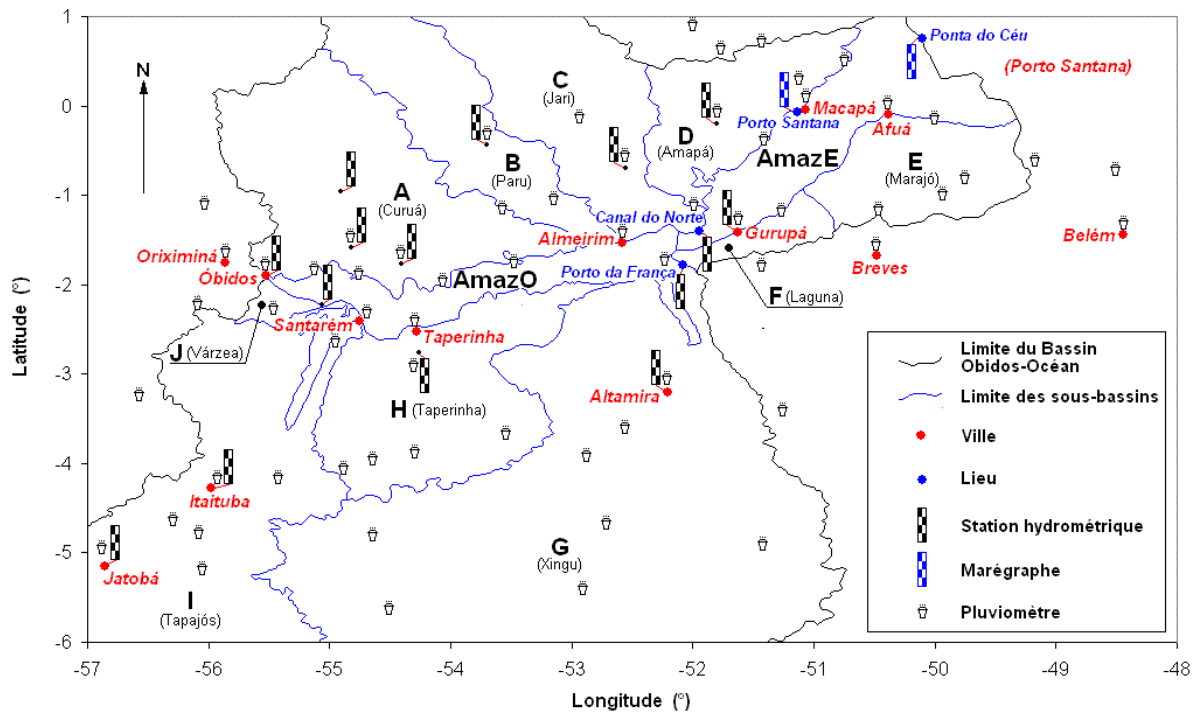 1
0
-1
-2
-3
-4
-5
-6
Latitude (°)
-57
-56
-55
-54
-53
-52
-51
-50
-49
-48
Longitude (°)
N
Ponta do Céu
(Porto Santana)
C
(Jari)
Macapá
Porto Santana
Afuá
D
(Amapá)
AmazE
B
(Paru)
E
(Marajó)
A
(Curuá)
Canal do Norte
Almeirim
Gurupá
Belém
Oriximiná
Óbidos
AmazO
Porto da França
Breves
F (Laguna)
Santarém
Taperinha
J (Várzea)
Altamira
H (Taperinha)
Itaituba
Jatobá
I
(Tapajós)
G
(Xingu)
Limite du Bassin
Obidos-Océan
Limite des sous-bassins
Ville
Lieu
Station hydrométrique
Marégraphe
Pluviomètre